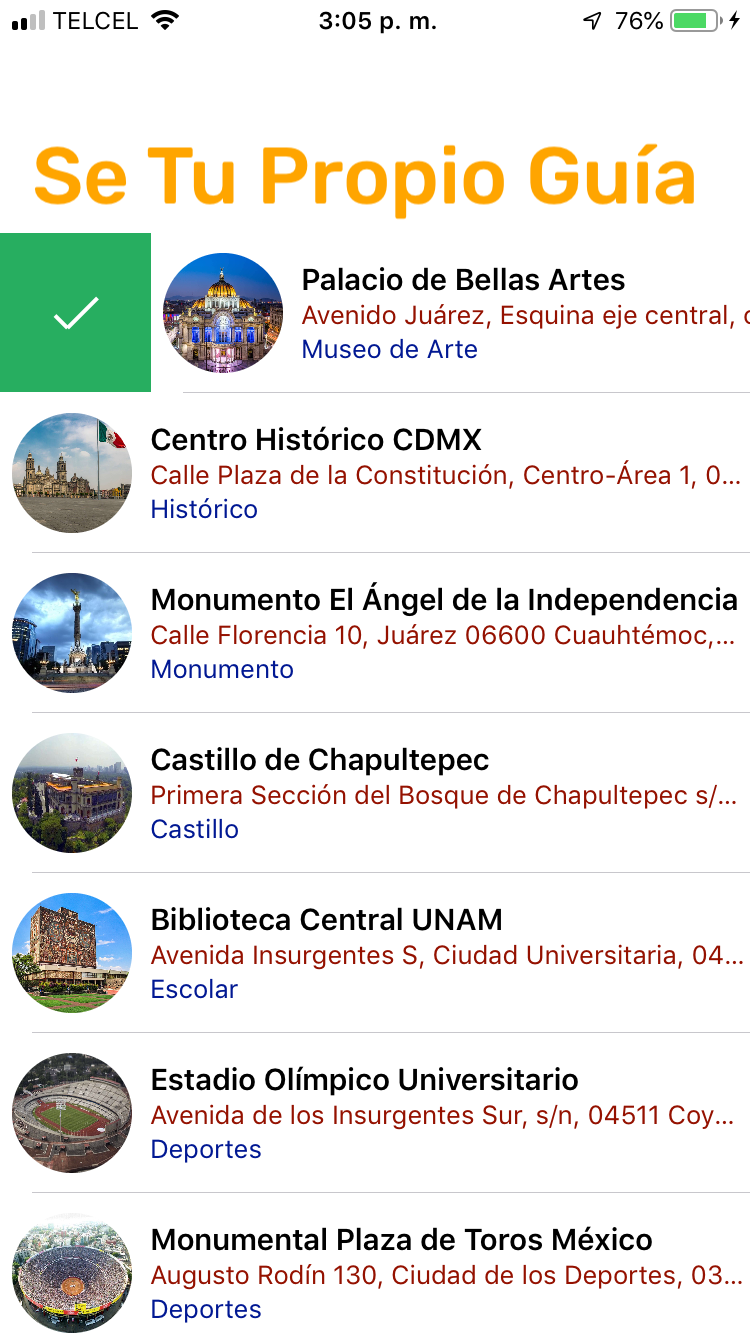 TELCEL 3:05 p. m. 76%
Se Tu Propio Guía
Palacio de Bellas Artes
Avenido Juárez, Esquina eje central,
Museo de Arte
Centro Histórico CDMX
Calle Plaza de la Constitución, Centro-Área 1, 0...
Histórico
Monumento El Ángel de la Independencia
Calle Florencia 10, Juárez 06600 Cuauhtémoc,...
Monumento
Castillo de Chapultepec
Primera Sección del Bosque de Chapultepec s/...
Castillo
Biblioteca Central UNAM
Avenida Insurgentes S, Ciudad Universitaria, 04...
Escolar
Estadio Olímpico Universitario
Avenida de los Insurgentes Sur, s/n, 04511 Coy...
Deportes
Monumental Plaza de Toros México
Augusto Rodín 130, Ciudad de los Deportes, 03...
Deportes